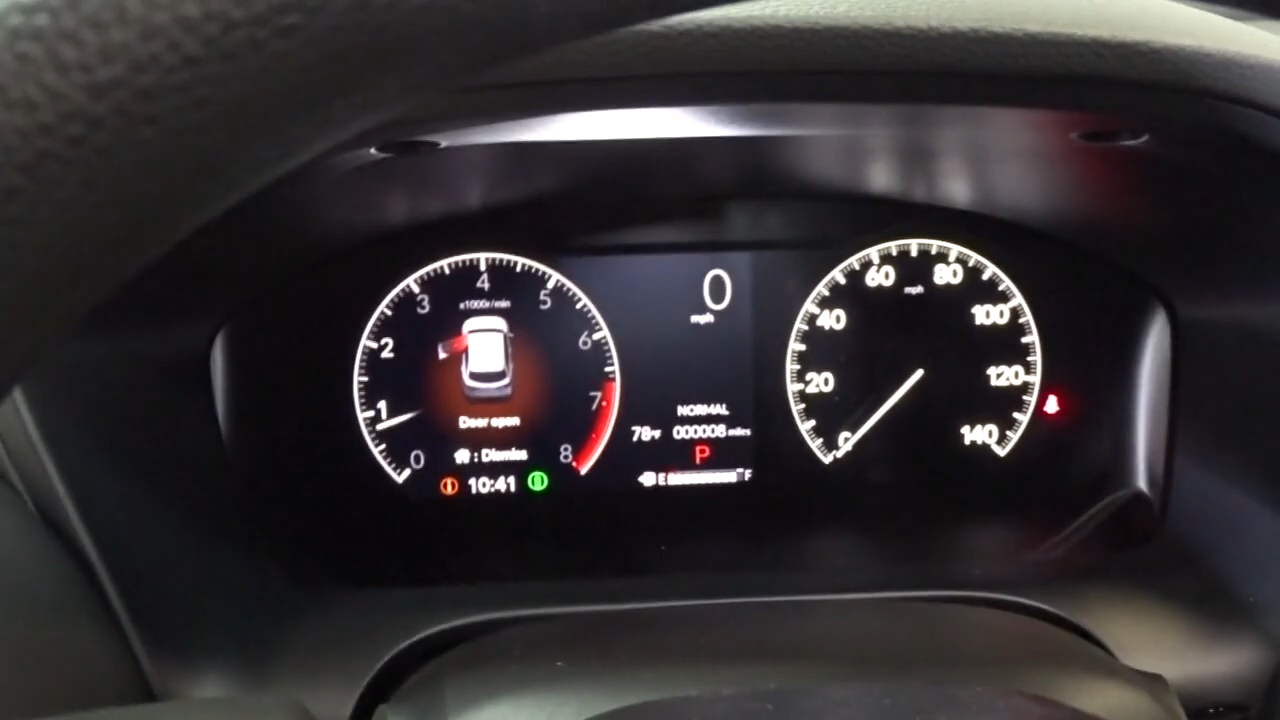 0
1
2
3
4
5
6
7
8
x1000r/min
Door open
: Dismiss
10:41
0
mph
NORMAL
78°F 000008 miles
P
E F
20
40
60
80
100
120
140
mph